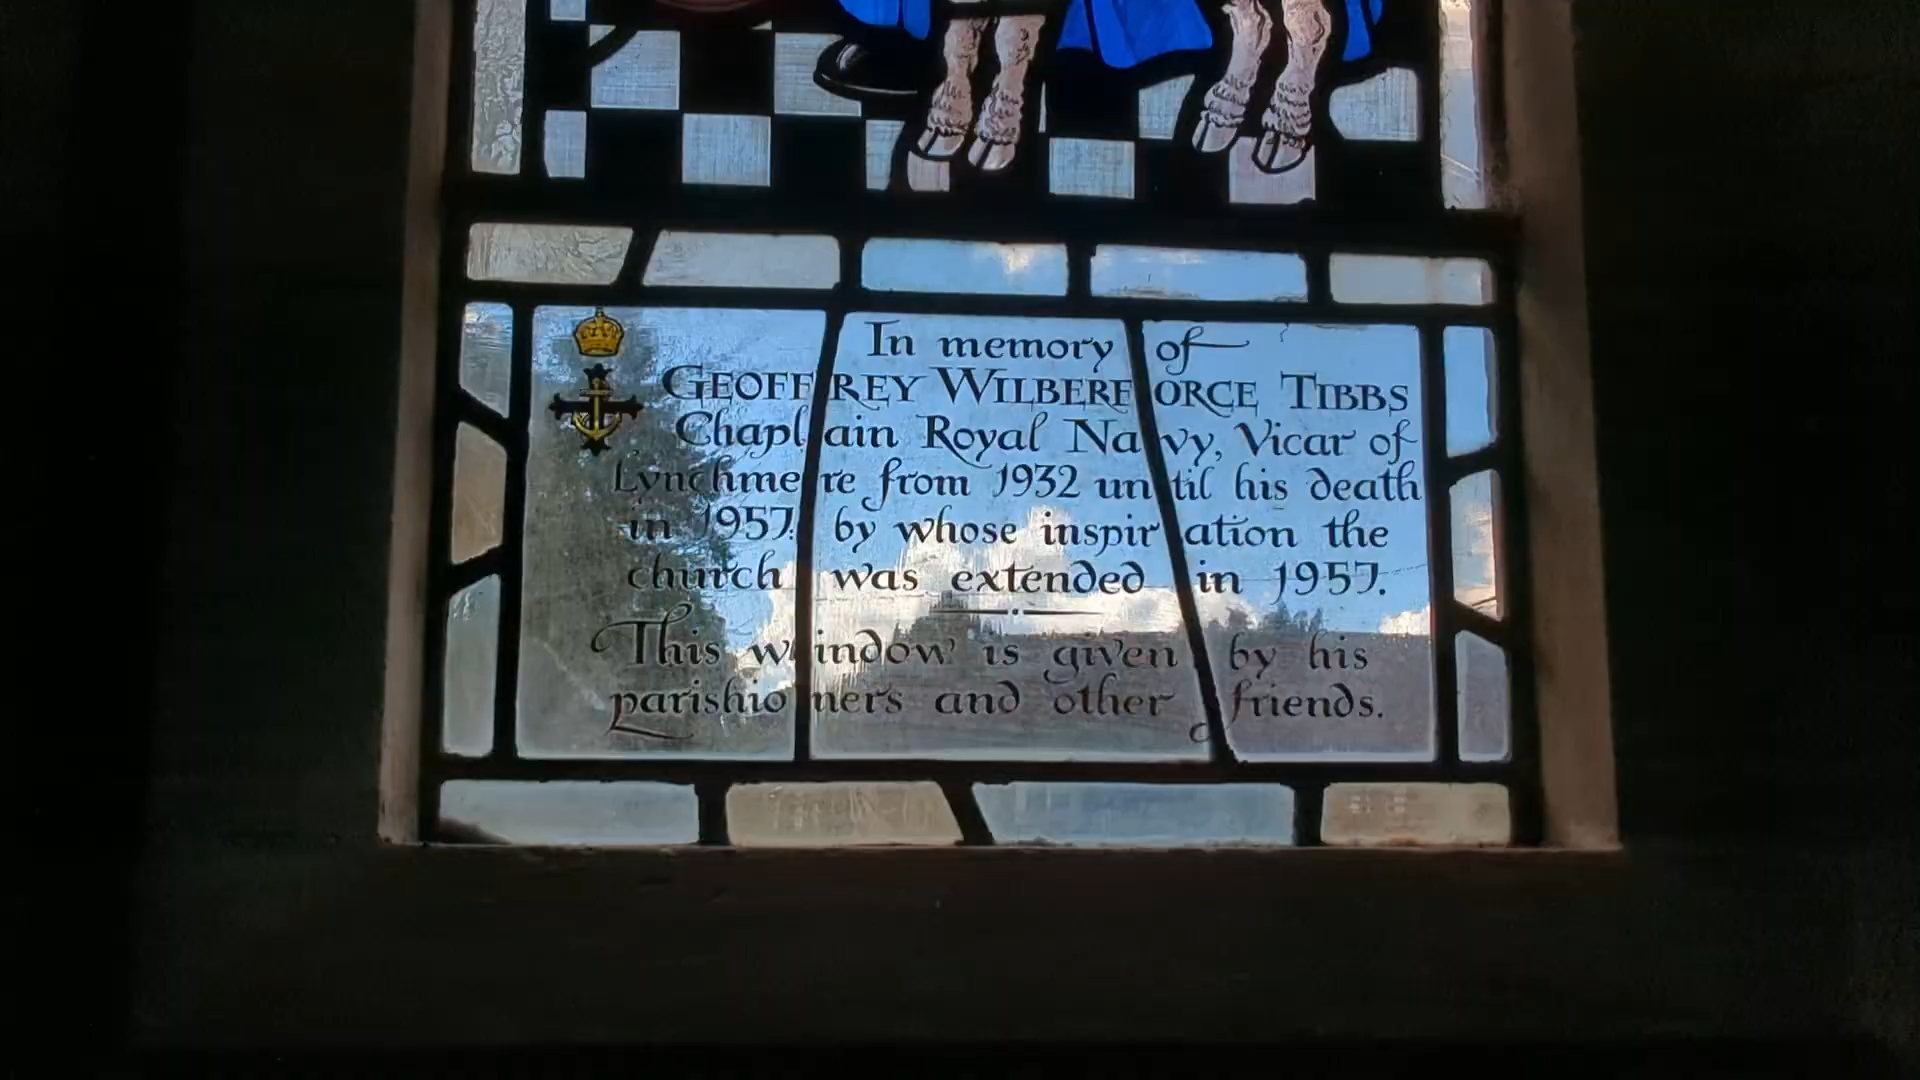 In memory of
GEOFFREY WILBERFORCE TIBBS
Chaplain Royal Navy, Vicar of
Lynchmere from 1932 until his death
in 1957. by whose inspiration the
church was extended in 1957.
This window is given by his
parishioners and other friends.